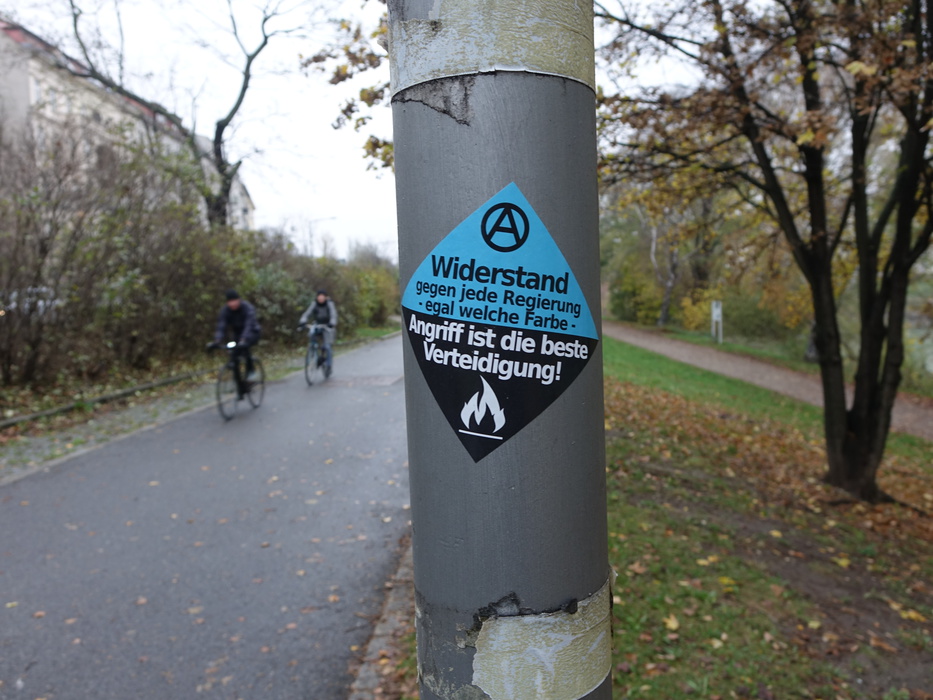 Widerstand
gegen jede Regierung
- egal welche Farbe -
Angriff ist die beste
Verteidigung!